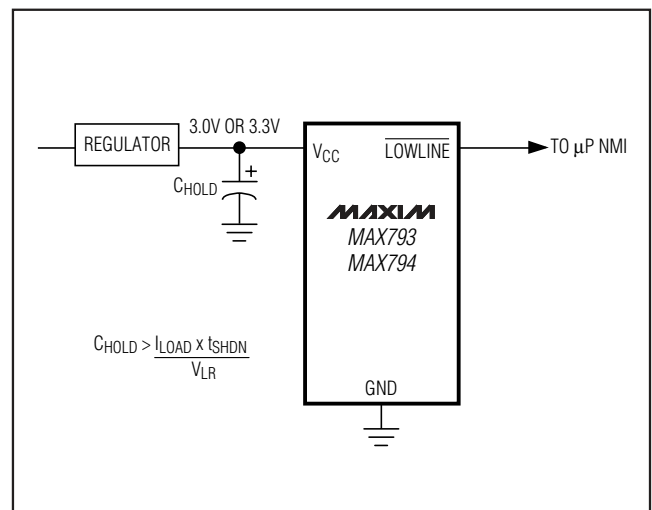 REGULATOR
3.0V OR 3.3V
+
CHOLD
VCC
LOWLINE
TO μP NMI
MAXIM
MAX793
MAX794
CHOLD > ILOAD x tSHDN
VLR
GND